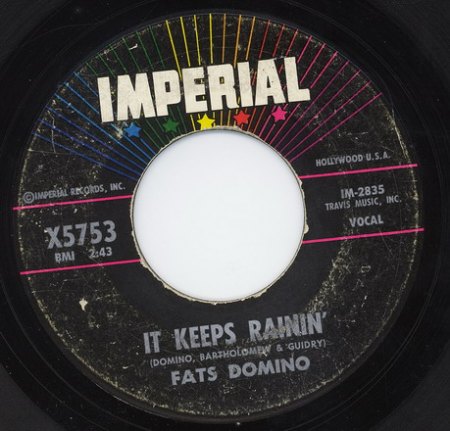 IMPERIAL
HOLLYWOOD U.S.A.
©IMPERIAL RECORDS, INC.
IM-2835
TRAVIS MUSIC, INC.
VOCAL
X5753
BMI 2:43
IT KEEPS RAININ'
(DOMINO, BARTHOLOMEW & GUIDRY)
FATS DOMINO